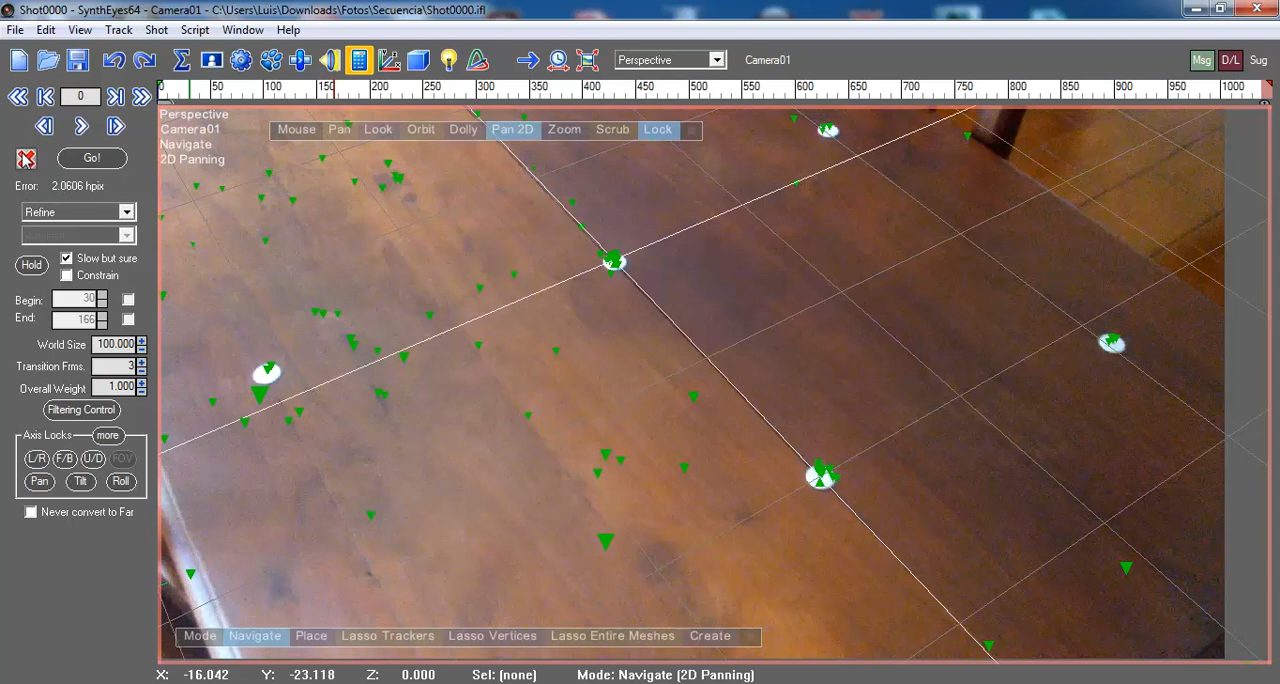 Shot0000 - SynthEyes64 - Camera01 - C:\Users\Luis\Downloads\Fotos\Secuencia\Shot0000.ifl
File Edit View Track Shot Script Window Help
Perspective Camera01 Msg D/L Sug
0 50 100 150 200 250 300 350 400 450 500 550 600 650 700 750 800 850 900 950 1000
0
Perspective
Camera01
Navigate
2D Panning
Mouse Pan Look Orbit Dolly Pan 2D Zoom Scrub Lock
Go!
Error: 2.0606 hpix
Refine
Hold
Slow but sure
Constrain
Begin: 30
End: 166
World Size 100.000
Transition Frms. 3
Overall Weight 1.000
Filtering Control
Axis Locks more
L/R F/B U/D FOV
Pan Tilt Roll
Never convert to Far
Mode Navigate Place Lasso Trackers Lasso Vertices Lasso Entire Meshes Create
X: -16.042 Y: -23.118 Z: 0.000 Sel: (none) Mode: Navigate (2D Panning)